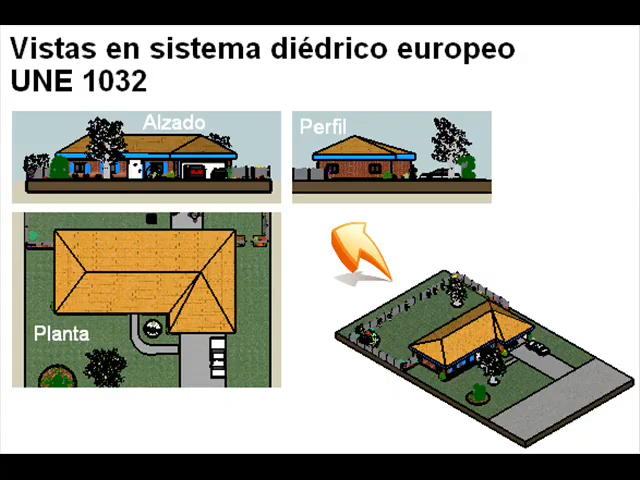 Vistas en sistema diédrico europeo
UNE 1032
Alzado
Perfil
Planta